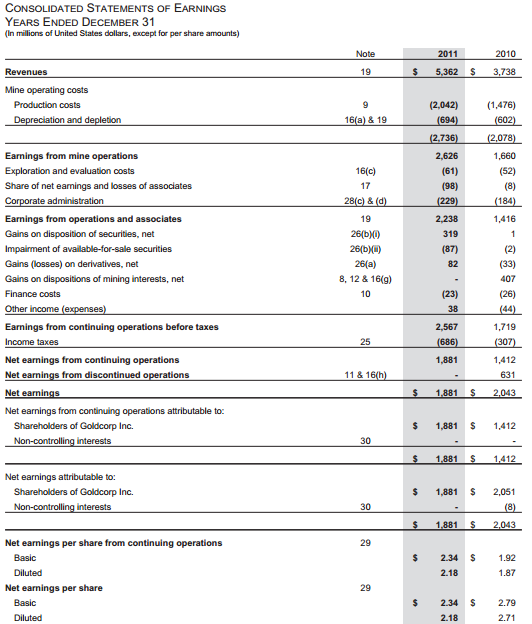 CONSOLIDATED STATEMENTS OF EARNINGS
YEARS ENDED DECEMBER 31
(In millions of United States dollars, except for per share amounts)
Note 2011 2010
Revenues 19 $ 5,362 $ 3,738
Mine operating costs
Production costs 9 (2,042) (1,476)
Depreciation and depletion 16(a) & 19 (694) (602)
(2,736) (2,078)
Earnings from mine operations 2,626 1,660
Exploration and evaluation costs 16(c) (61) (52)
Share of net earnings and losses of associates 17 (98) (8)
Corporate administration 28(c) & (d) (229) (184)
Earnings from operations and associates 19 2,238 1,416
Gains on disposition of securities, net 26(b)(i) 319 1
Impairment of available-for-sale securities 26(b)(ii) (87) (2)
Gains (losses) on derivatives, net 26(a) 82 (33)
Gains on dispositions of mining interests, net 8, 12 & 16(g) - 407
Finance costs 10 (23) (26)
Other income (expenses) 38 (44)
Earnings from continuing operations before taxes 2,567 1,719
Income taxes 25 (686) (307)
Net earnings from continuing operations 1,881 1,412
Net earnings from discontinued operations 11 & 16(h) - 631
Net earnings $ 1,881 $ 2,043
Net earnings from continuing operations attributable to:
Shareholders of Goldcorp Inc. $ 1,881 $ 1,412
Non-controlling interests 30 - -
$ 1,881 $ 1,412
Net earnings attributable to:
Shareholders of Goldcorp Inc. $ 1,881 $ 2,051
Non-controlling interests 30 - (8)
$ 1,881 $ 2,043
Net earnings per share from continuing operations 29
Basic $ 2.34 $ 1.92
Diluted 2.18 1.87
Net earnings per share 29
Basic $ 2.34 $ 2.79
Diluted 2.18 2.71